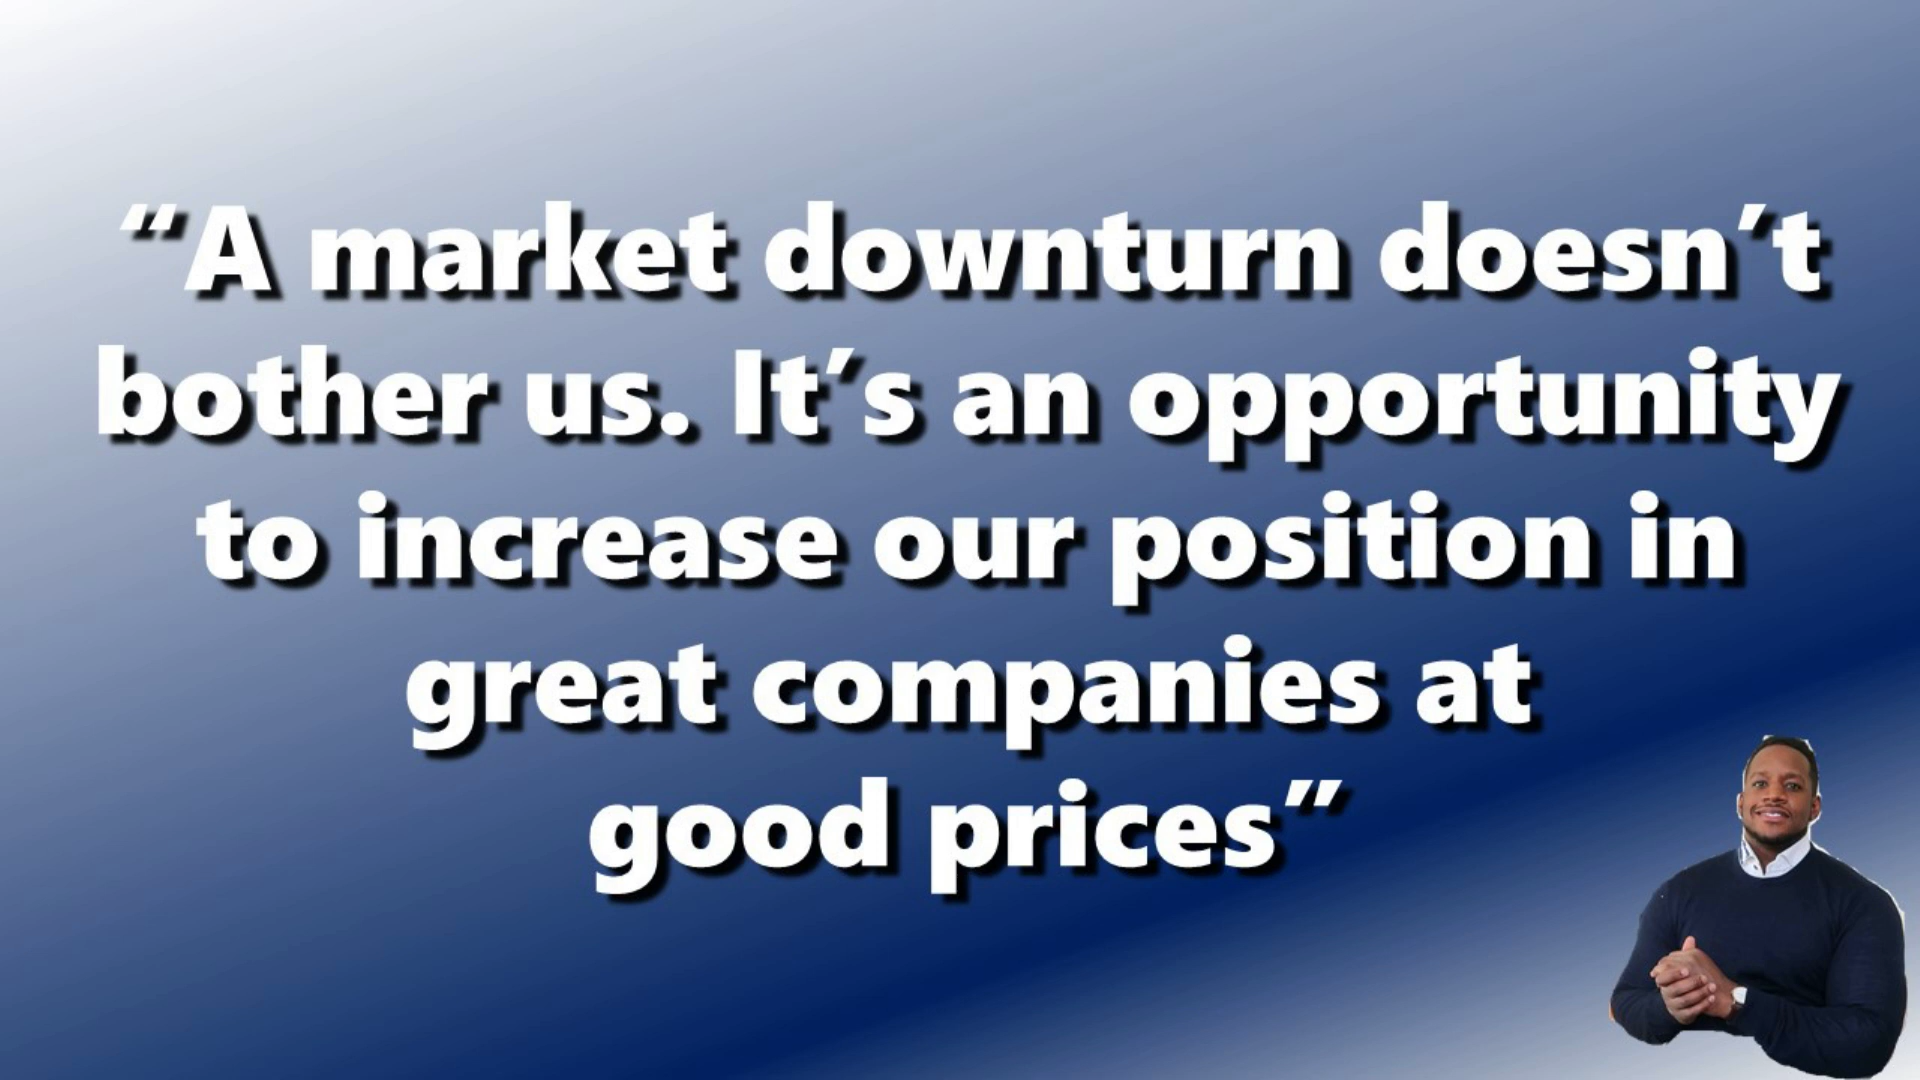 “A market downturn doesn’t
bother us. It’s an opportunity
to increase our position in
great companies at
good prices”